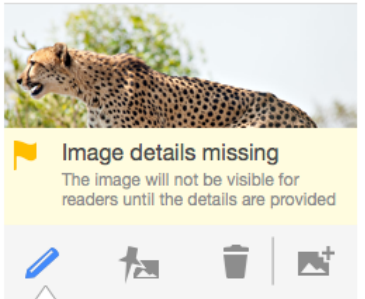 Image details missing
The image will not be visible for
readers until the details are provided